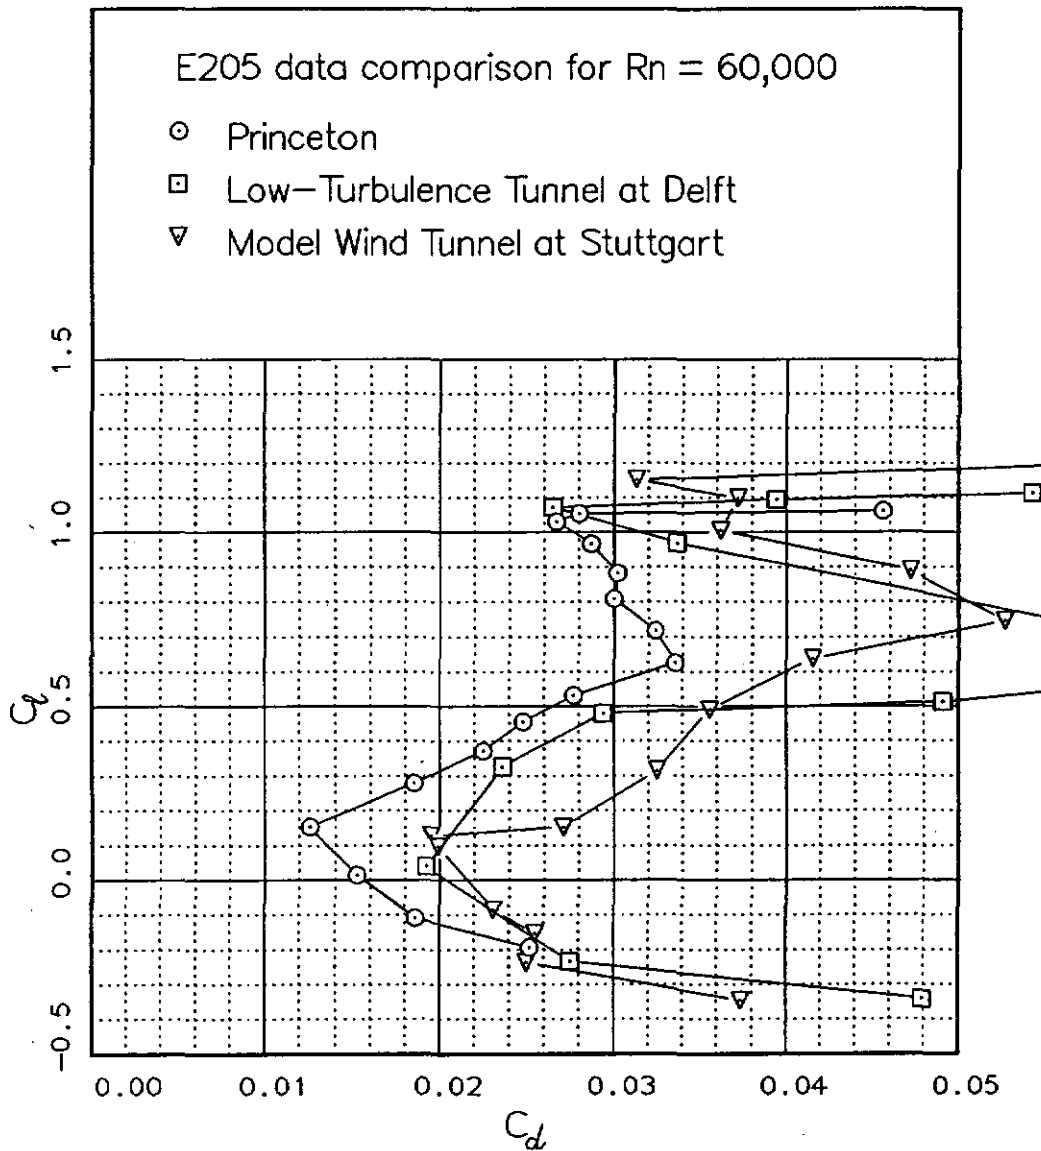 E205 data comparison for Rn = 60,000
Princeton
Low-Turbulence Tunnel at Delft
Model Wind Tunnel at Stuttgart
1.5
1.0
0.5
0.0
-0.5
Cℓ
0.00 0.01 0.02 0.03 0.04 0.05
Cd